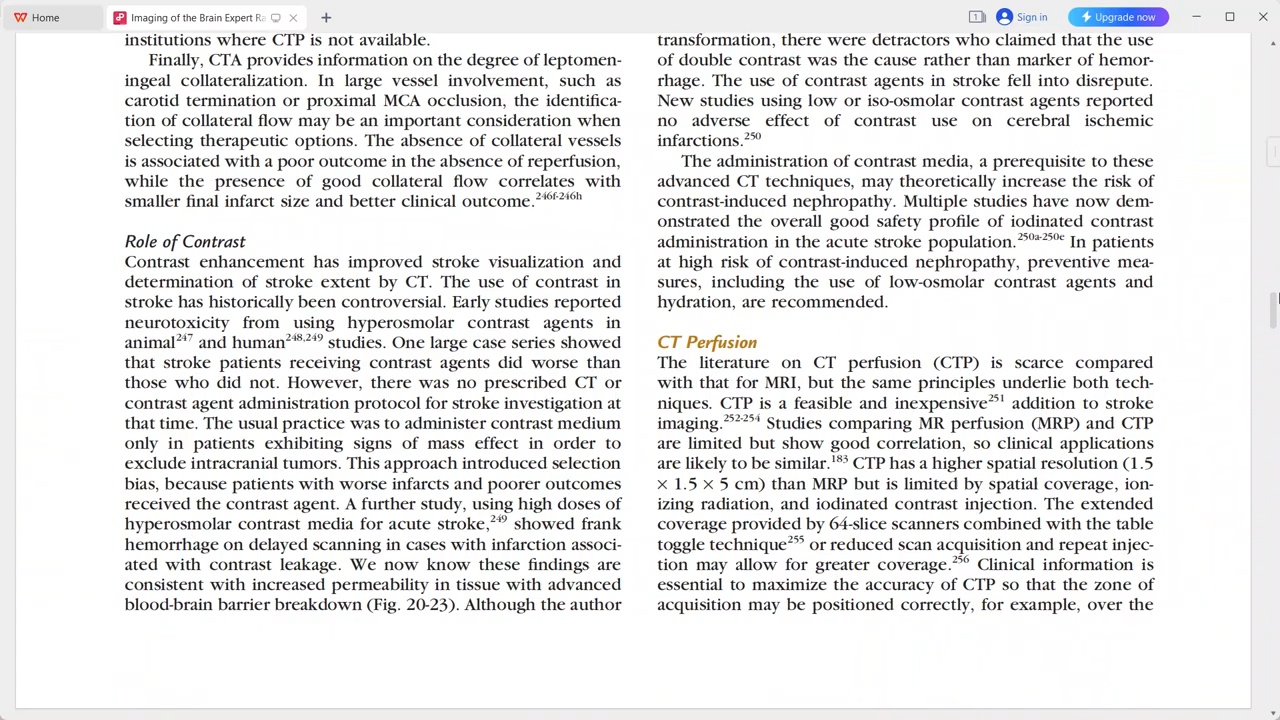 Home
Imaging of the Brain Expert Ra
1
Sign in
Upgrade now
institutions where CTP is not available.
Finally, CTA provides information on the degree of leptomen-
ingeal collateralization. In large vessel involvement, such as
carotid termination or proximal MCA occlusion, the identifica-
tion of collateral flow may be an important consideration when
selecting therapeutic options. The absence of collateral vessels
is associated with a poor outcome in the absence of reperfusion,
while the presence of good collateral flow correlates with
smaller final infarct size and better clinical outcome.246f-246h
Role of Contrast
Contrast enhancement has improved stroke visualization and
determination of stroke extent by CT. The use of contrast in
stroke has historically been controversial. Early studies reported
neurotoxicity from using hyperosmolar contrast agents in
animal247 and human248,249 studies. One large case series showed
that stroke patients receiving contrast agents did worse than
those who did not. However, there was no prescribed CT or
contrast agent administration protocol for stroke investigation at
that time. The usual practice was to administer contrast medium
only in patients exhibiting signs of mass effect in order to
exclude intracranial tumors. This approach introduced selection
bias, because patients with worse infarcts and poorer outcomes
received the contrast agent. A further study, using high doses of
hyperosmolar contrast media for acute stroke,249 showed frank
hemorrhage on delayed scanning in cases with infarction associ-
ated with contrast leakage. We now know these findings are
consistent with increased permeability in tissue with advanced
blood-brain barrier breakdown (Fig. 20-23). Although the author
transformation, there were detractors who claimed that the use
of double contrast was the cause rather than marker of hemor-
rhage. The use of contrast agents in stroke fell into disrepute.
New studies using low or iso-osmolar contrast agents reported
no adverse effect of contrast use on cerebral ischemic
infarctions.250
The administration of contrast media, a prerequisite to these
advanced CT techniques, may theoretically increase the risk of
contrast-induced nephropathy. Multiple studies have now dem-
onstrated the overall good safety profile of iodinated contrast
administration in the acute stroke population.250a-250e In patients
at high risk of contrast-induced nephropathy, preventive mea-
sures, including the use of low-osmolar contrast agents and
hydration, are recommended.
CT Perfusion
The literature on CT perfusion (CTP) is scarce compared
with that for MRI, but the same principles underlie both tech-
niques. CTP is a feasible and inexpensive251 addition to stroke
imaging.252-254 Studies comparing MR perfusion (MRP) and CTP
are limited but show good correlation, so clinical applications
are likely to be similar.183 CTP has a higher spatial resolution (1.5
× 1.5 × 5 cm) than MRP but is limited by spatial coverage, ion-
izing radiation, and iodinated contrast injection. The extended
coverage provided by 64-slice scanners combined with the table
toggle technique255 or reduced scan acquisition and repeat injec-
tion may allow for greater coverage.256 Clinical information is
essential to maximize the accuracy of CTP so that the zone of
acquisition may be positioned correctly, for example, over the